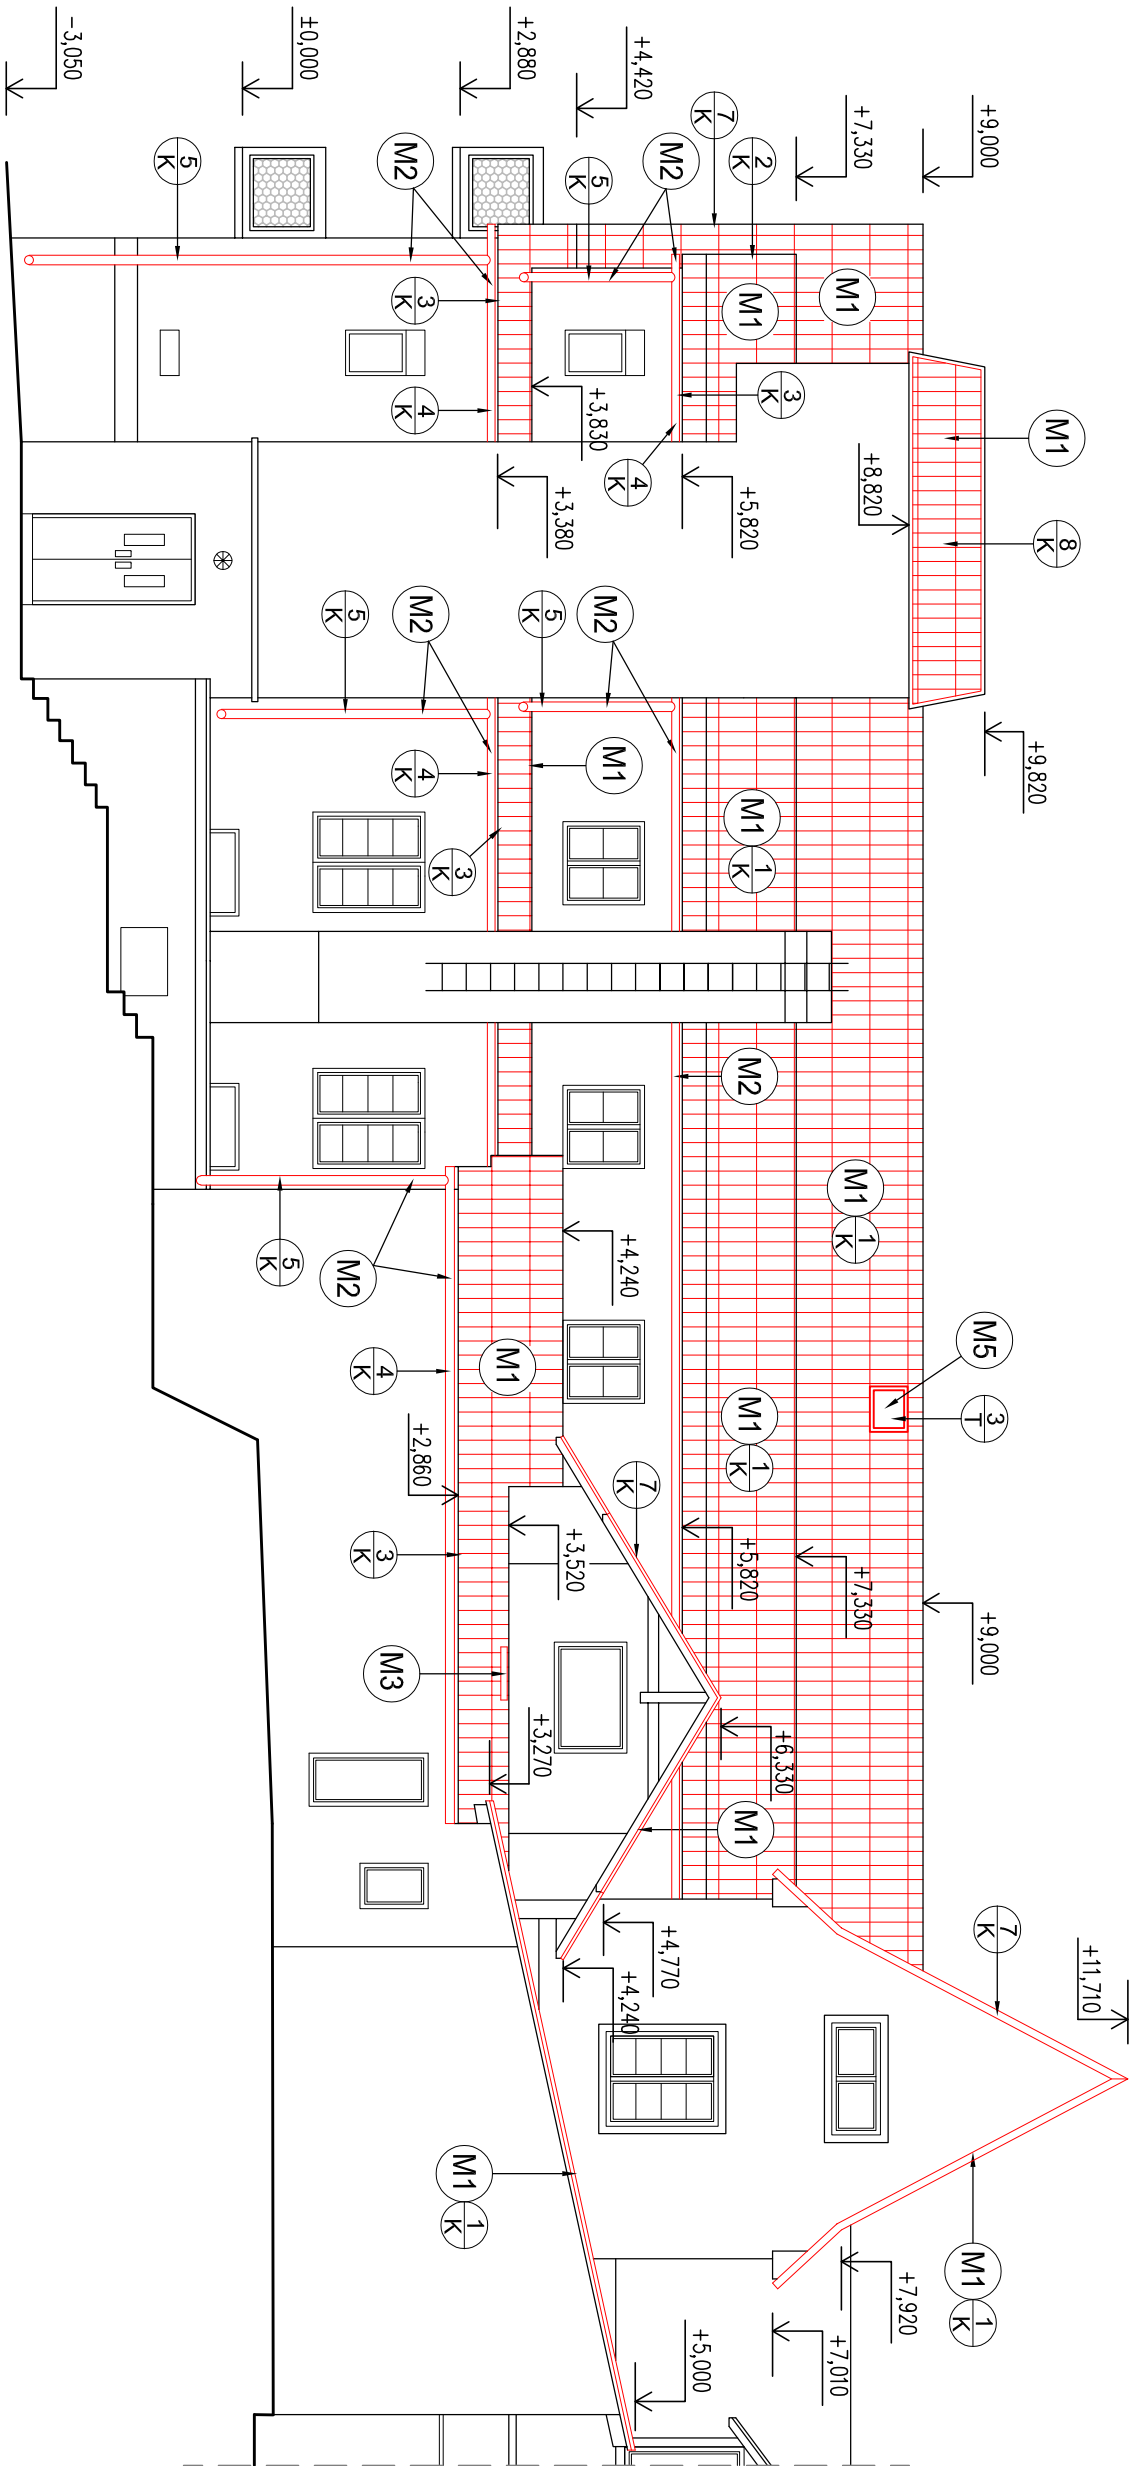 +11,710
M1
8
K
+9,820
+9,000
M5
3
T
+9,000
7
K
M1
1
K
+7,920
+8,820
+7,330
M1
M1
1
K
+7,330
+7,010
+6,330
3
K
2
K
M1
+5,820
M1
1
K
M2
M1
1
K
+5,820
M1
7
K
+5,000
+4,420
M2
+4,770
4
K
M2
M1
+4,240
7
K
+4,240
5
K
+3,830
+3,380
5
K
+3,520
+3,270
+2,880
M1
M1
1
K
M2
3
K
4
K
M2
4
K
3
K
+2,860
M2
4
K
3
K
M3
5
K
±0,000
5
K
5
K
-3,050